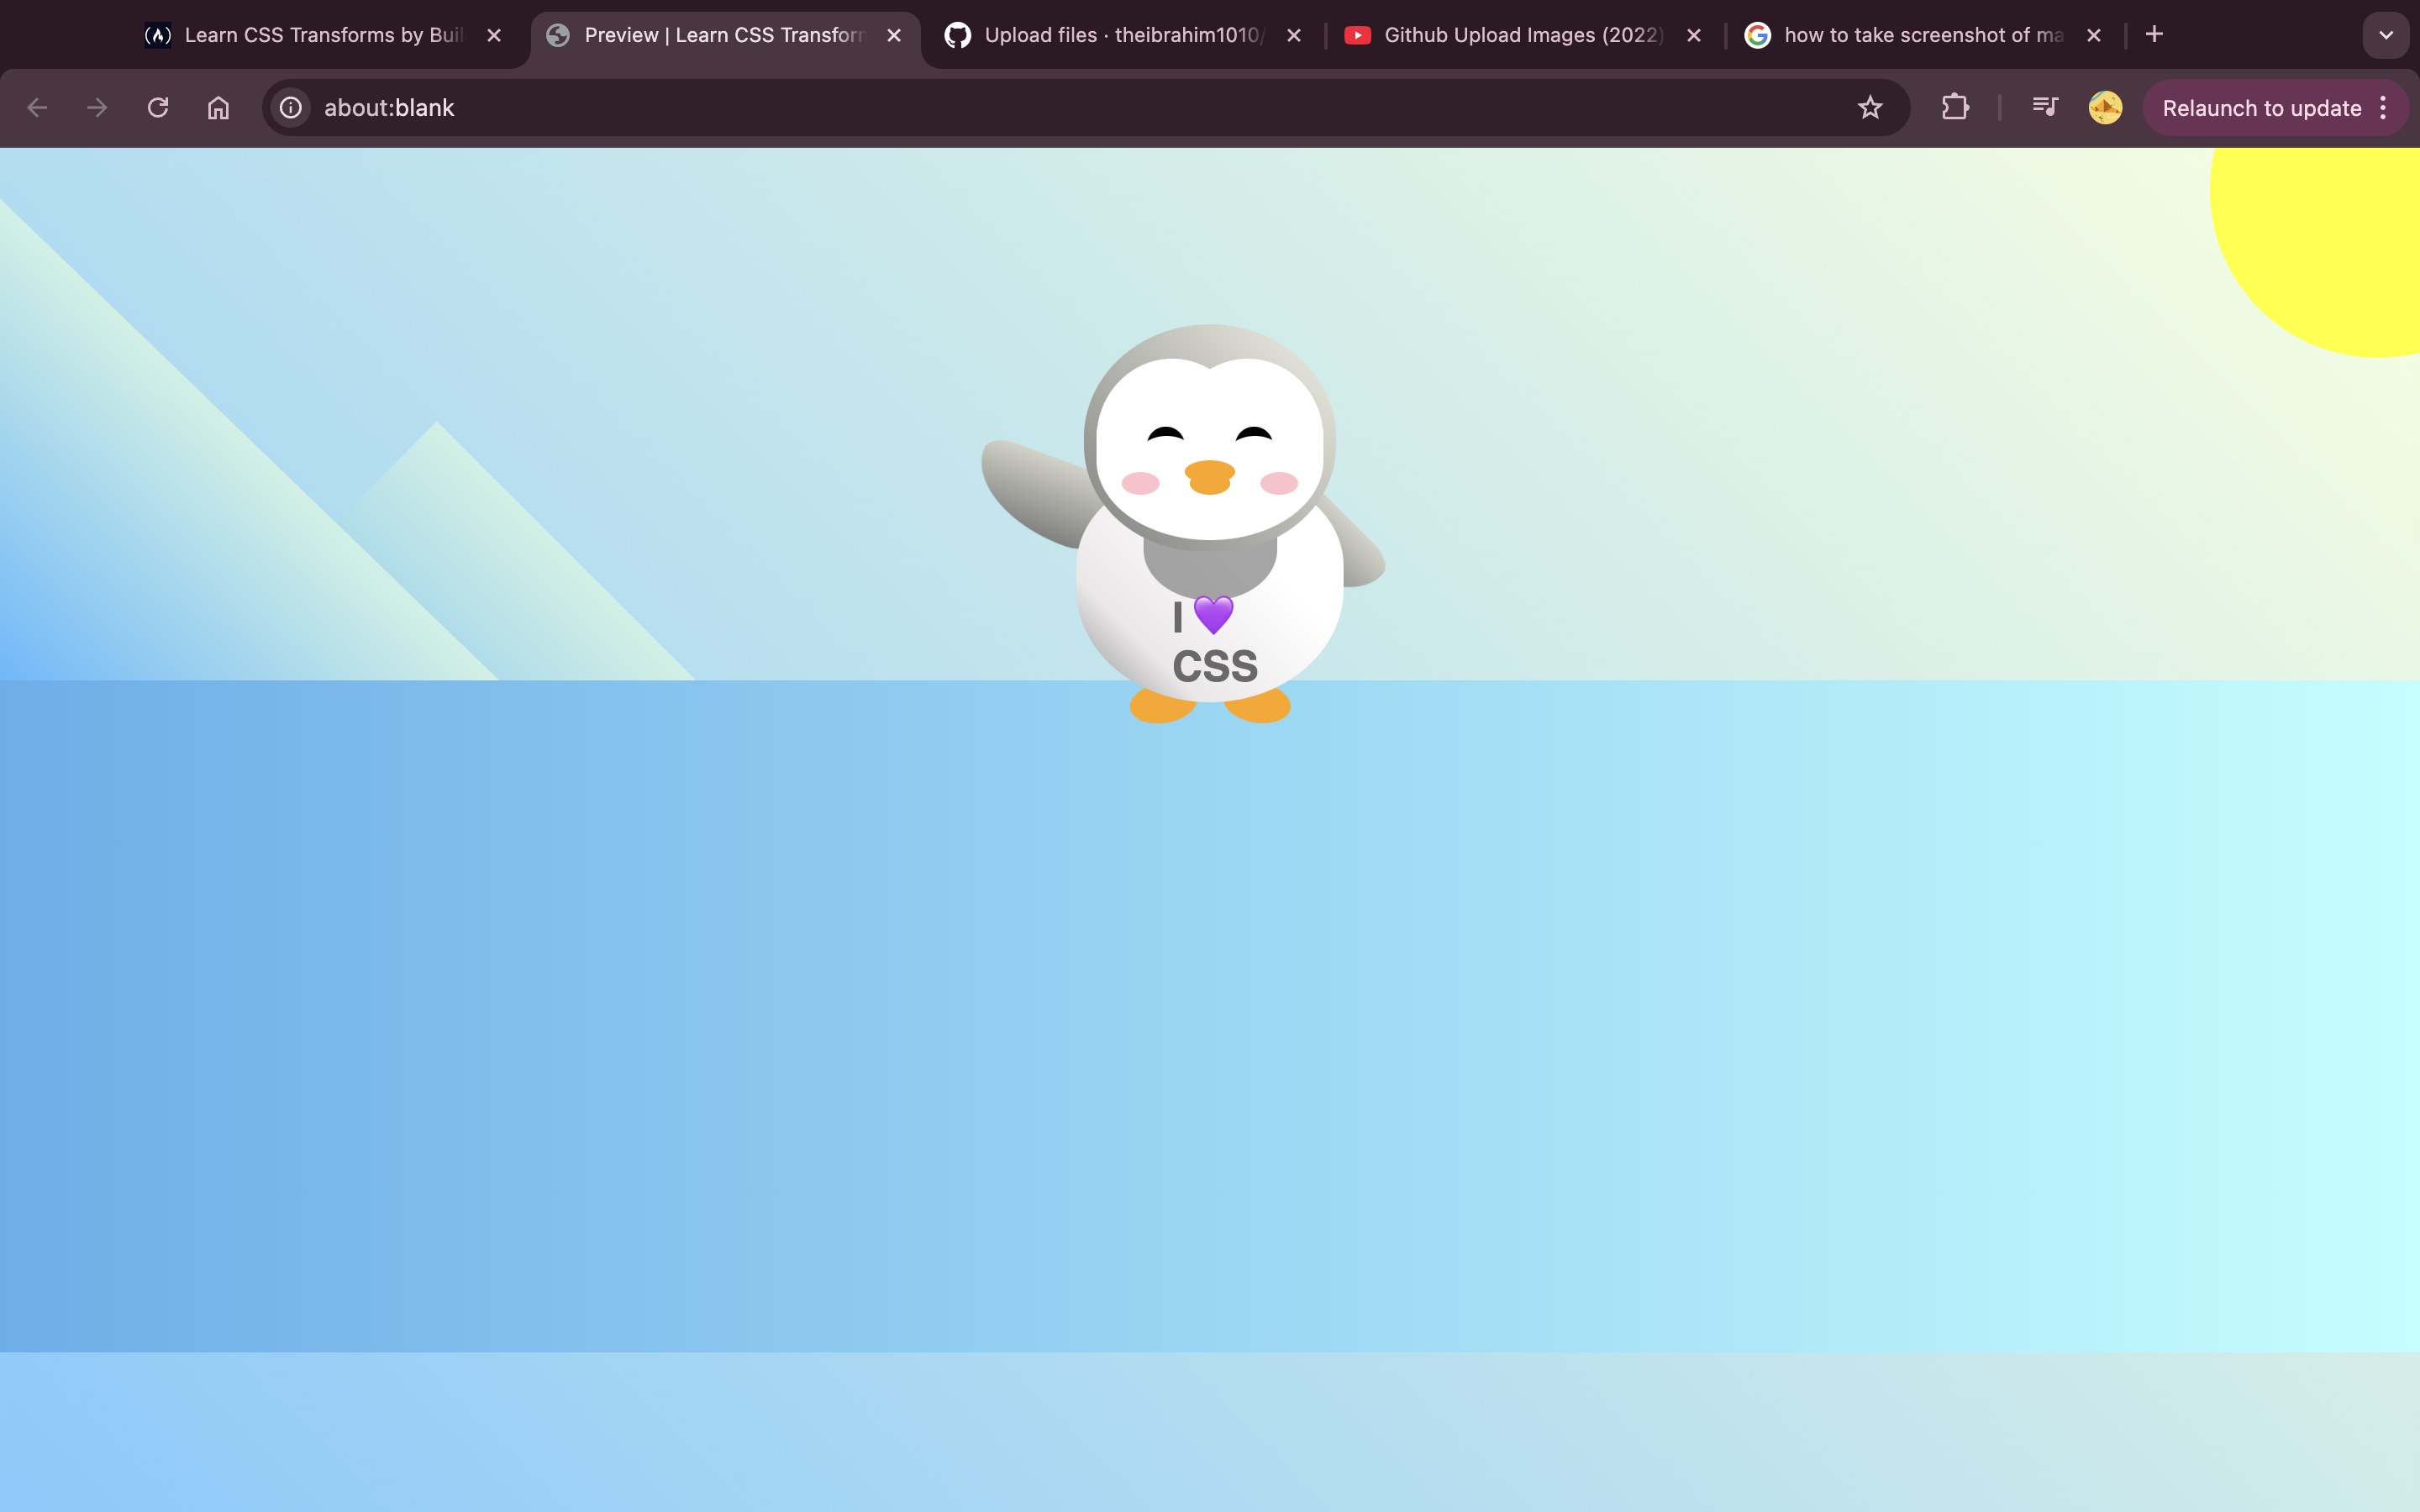 Learn CSS Transforms by Buil
Preview | Learn CSS Transform
Upload files · theibrahim1010/
Github Upload Images (2022)
how to take screenshot of ma
about:blank
Relaunch to update
I 💜
CSS